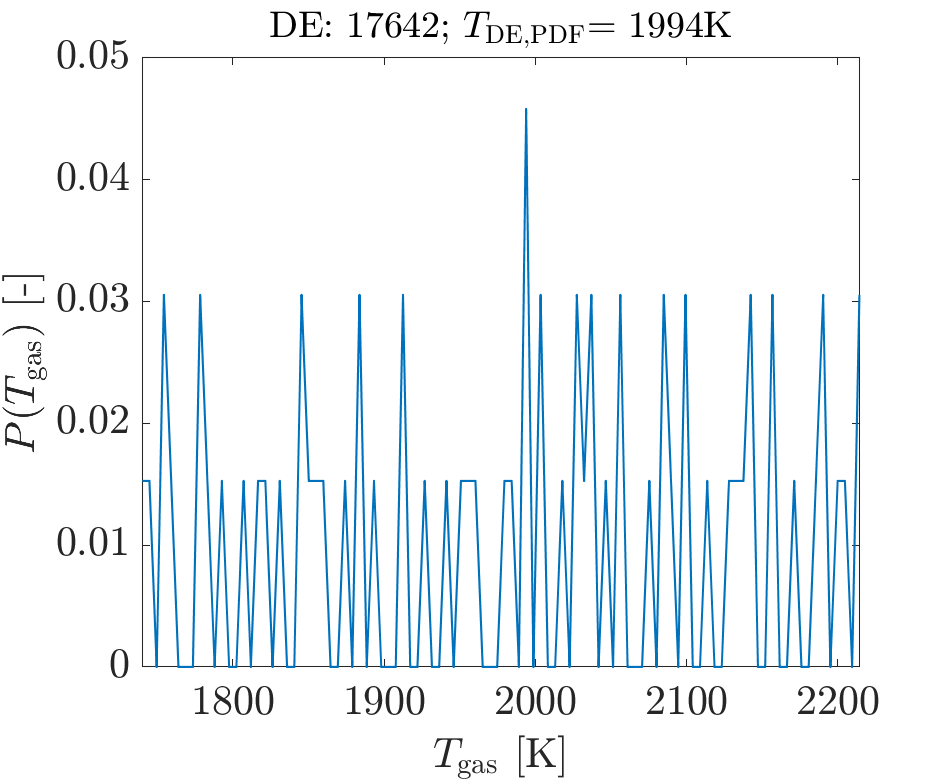 DE: 17642; T_DE,PDF= 1994K
0.05
0.04
0.03
0.02
0.01
0
P(T_gas) [-]
1800 1900 2000 2100 2200
T_gas [K]